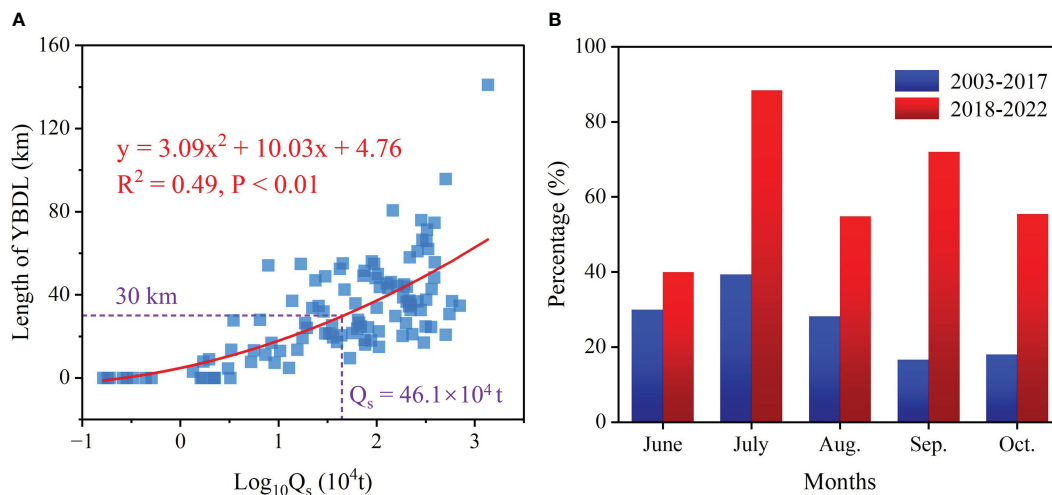 A
160
120
80
40
0
Length of YBDL (km)
y = 3.09x² + 10.03x + 4.76
R² = 0.49, P < 0.01
30 km
Qₛ = 46.1×10⁴ t
−1 0 1 2 3
Log₁₀Qₛ (10⁴t)
B
100
80
60
40
20
0
Percentage (%)
2003-2017
2018-2022
June July Aug. Sep. Oct.
Months